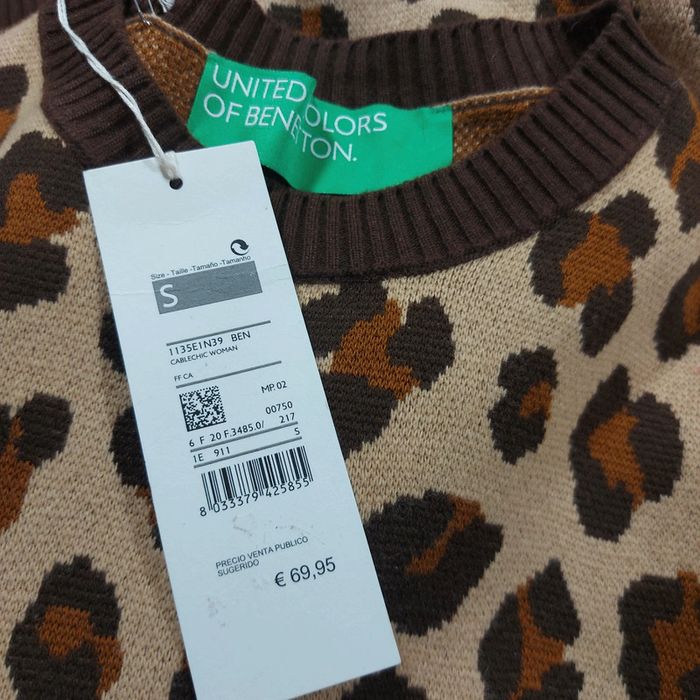 UNITED COLORS
OF BENETTON.
Size - Taille -Tamaño -Tamanho
S
1135E1N39 BEN
CABLECHIC WOMAN
FF CA
MP. 02
00750
6 F 20 F.3485.0/ 217
1E 911 S
8 033379 425855
PRECIO VENTA PUBLICO
SUGERIDO
€ 69,95